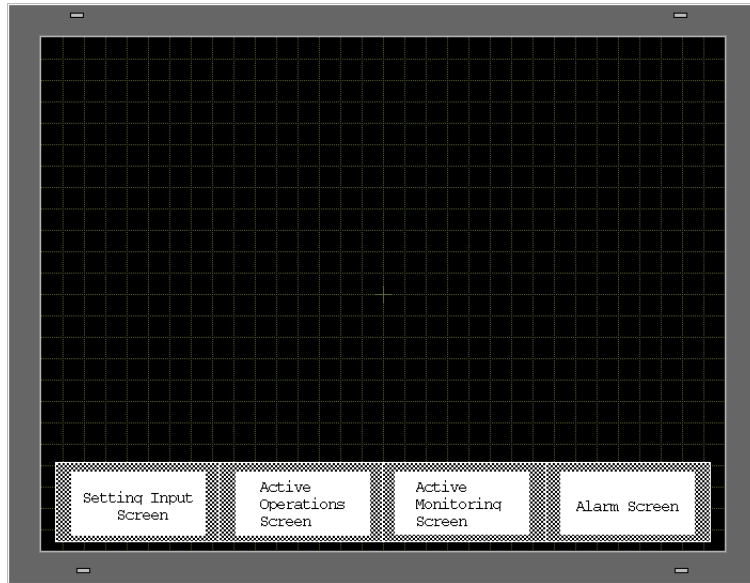 Setting Input
Screen
Active
Operations
Screen
Active
Monitoring
Screen
Alarm Screen